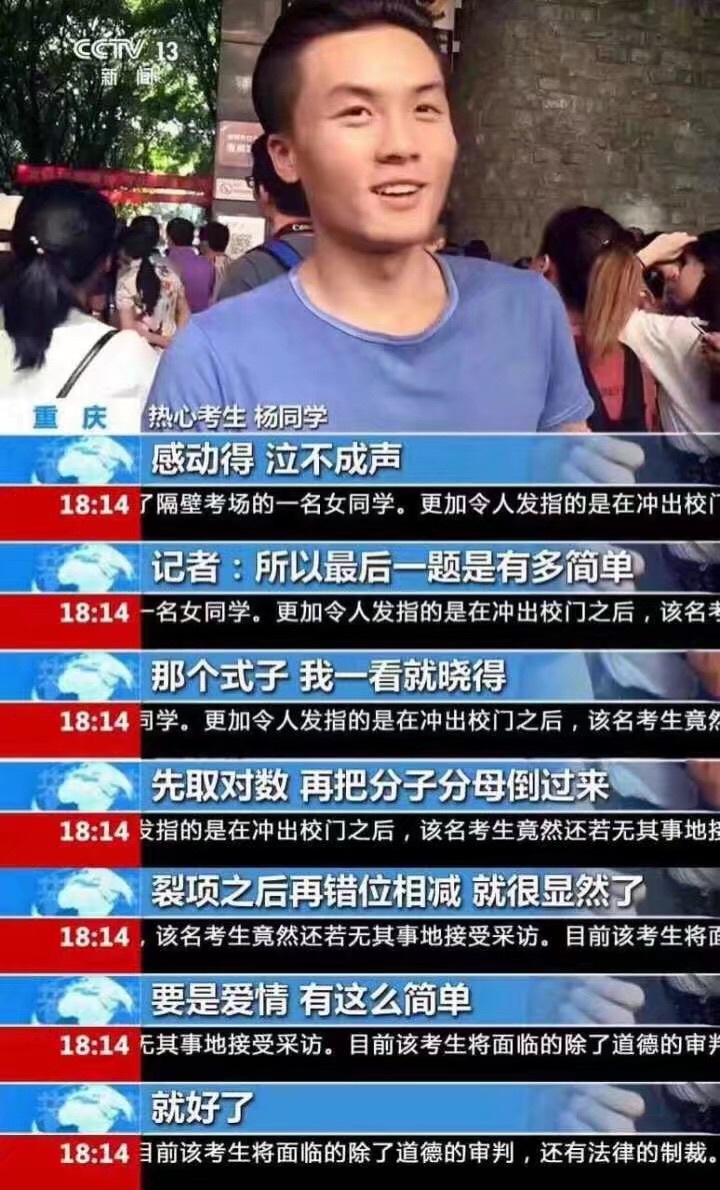 CCTV 13
新闻
重庆 热心考生 杨同学
感动得 泣不成声
18:14 了隔壁考场的一名女同学。更加令人发指的是在冲出校门
记者:所以最后一题是有多简单
18:14 一名女同学。更加令人发指的是在冲出校门之后,该名考
那个式子 我一看就晓得
18:14 同学。更加令人发指的是在冲出校门之后,该名考生竟然
先取对数 再把分子分母倒过来
18:14 发指的是在冲出校门之后,该名考生竟然还若无其事地接
裂项之后再错位相减 就很显然了
18:14 ,该名考生竟然还若无其事地接受采访。目前该考生将面
要是爱情 有这么简单
18:14 无其事地接受采访。目前该考生将面临的除了道德的审判
就好了
18:14 目前该考生将面临的除了道德的审判,还有法律的制裁。